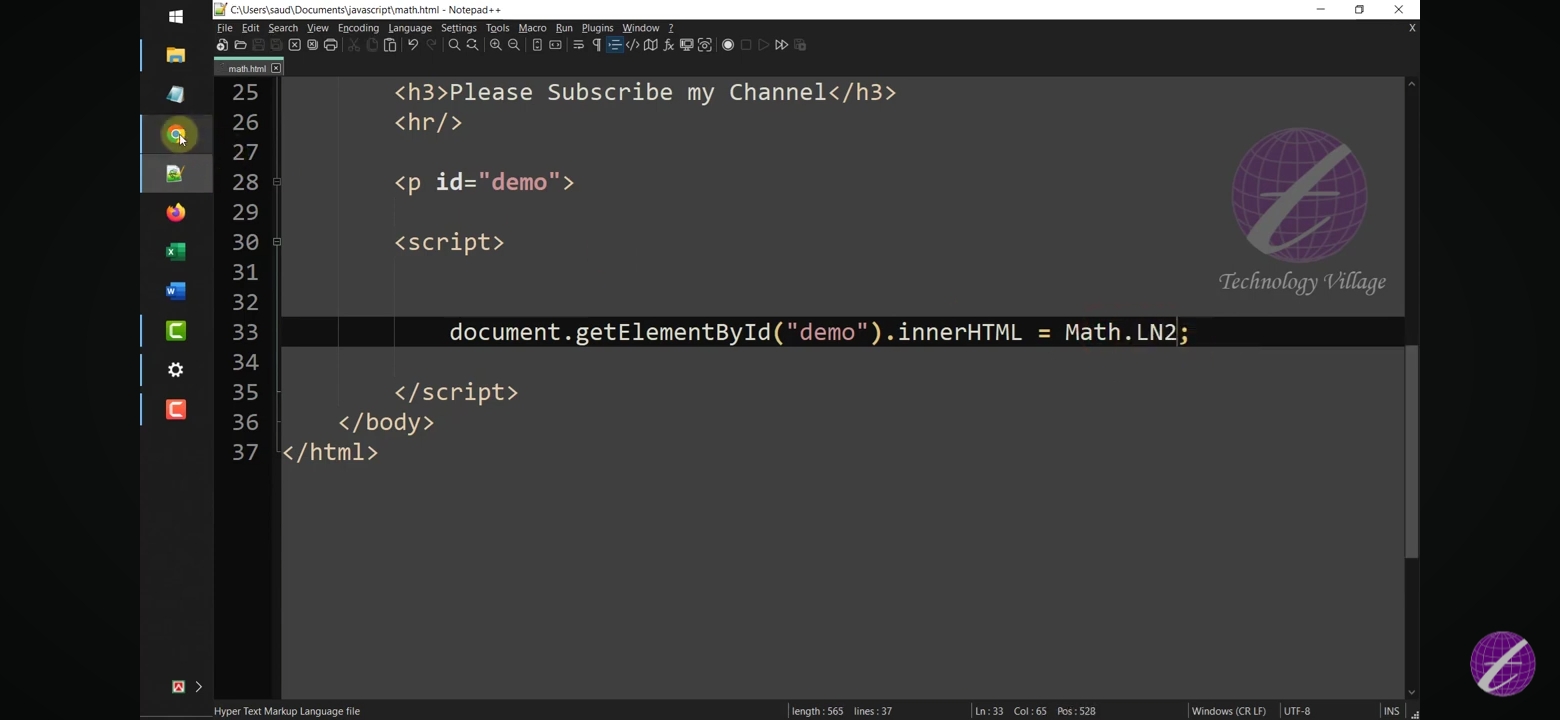 C:\Users\saud\Documents\javascript\math.html - Notepad++
File Edit Search View Encoding Language Settings Tools Macro Run Plugins Window ? X
math.html
25 <h3>Please Subscribe my Channel</h3>
26 <hr/>
27
28 <p id="demo">
29
30 <script>
31
32
33 document.getElementById("demo").innerHTML = Math.LN2;
34
35 </script>
36 </body>
37 </html>
Technology Village
Hyper Text Markup Language file length : 565 lines : 37 Ln : 33 Col : 65 Pos : 528 Windows (CR LF) UTF-8 INS